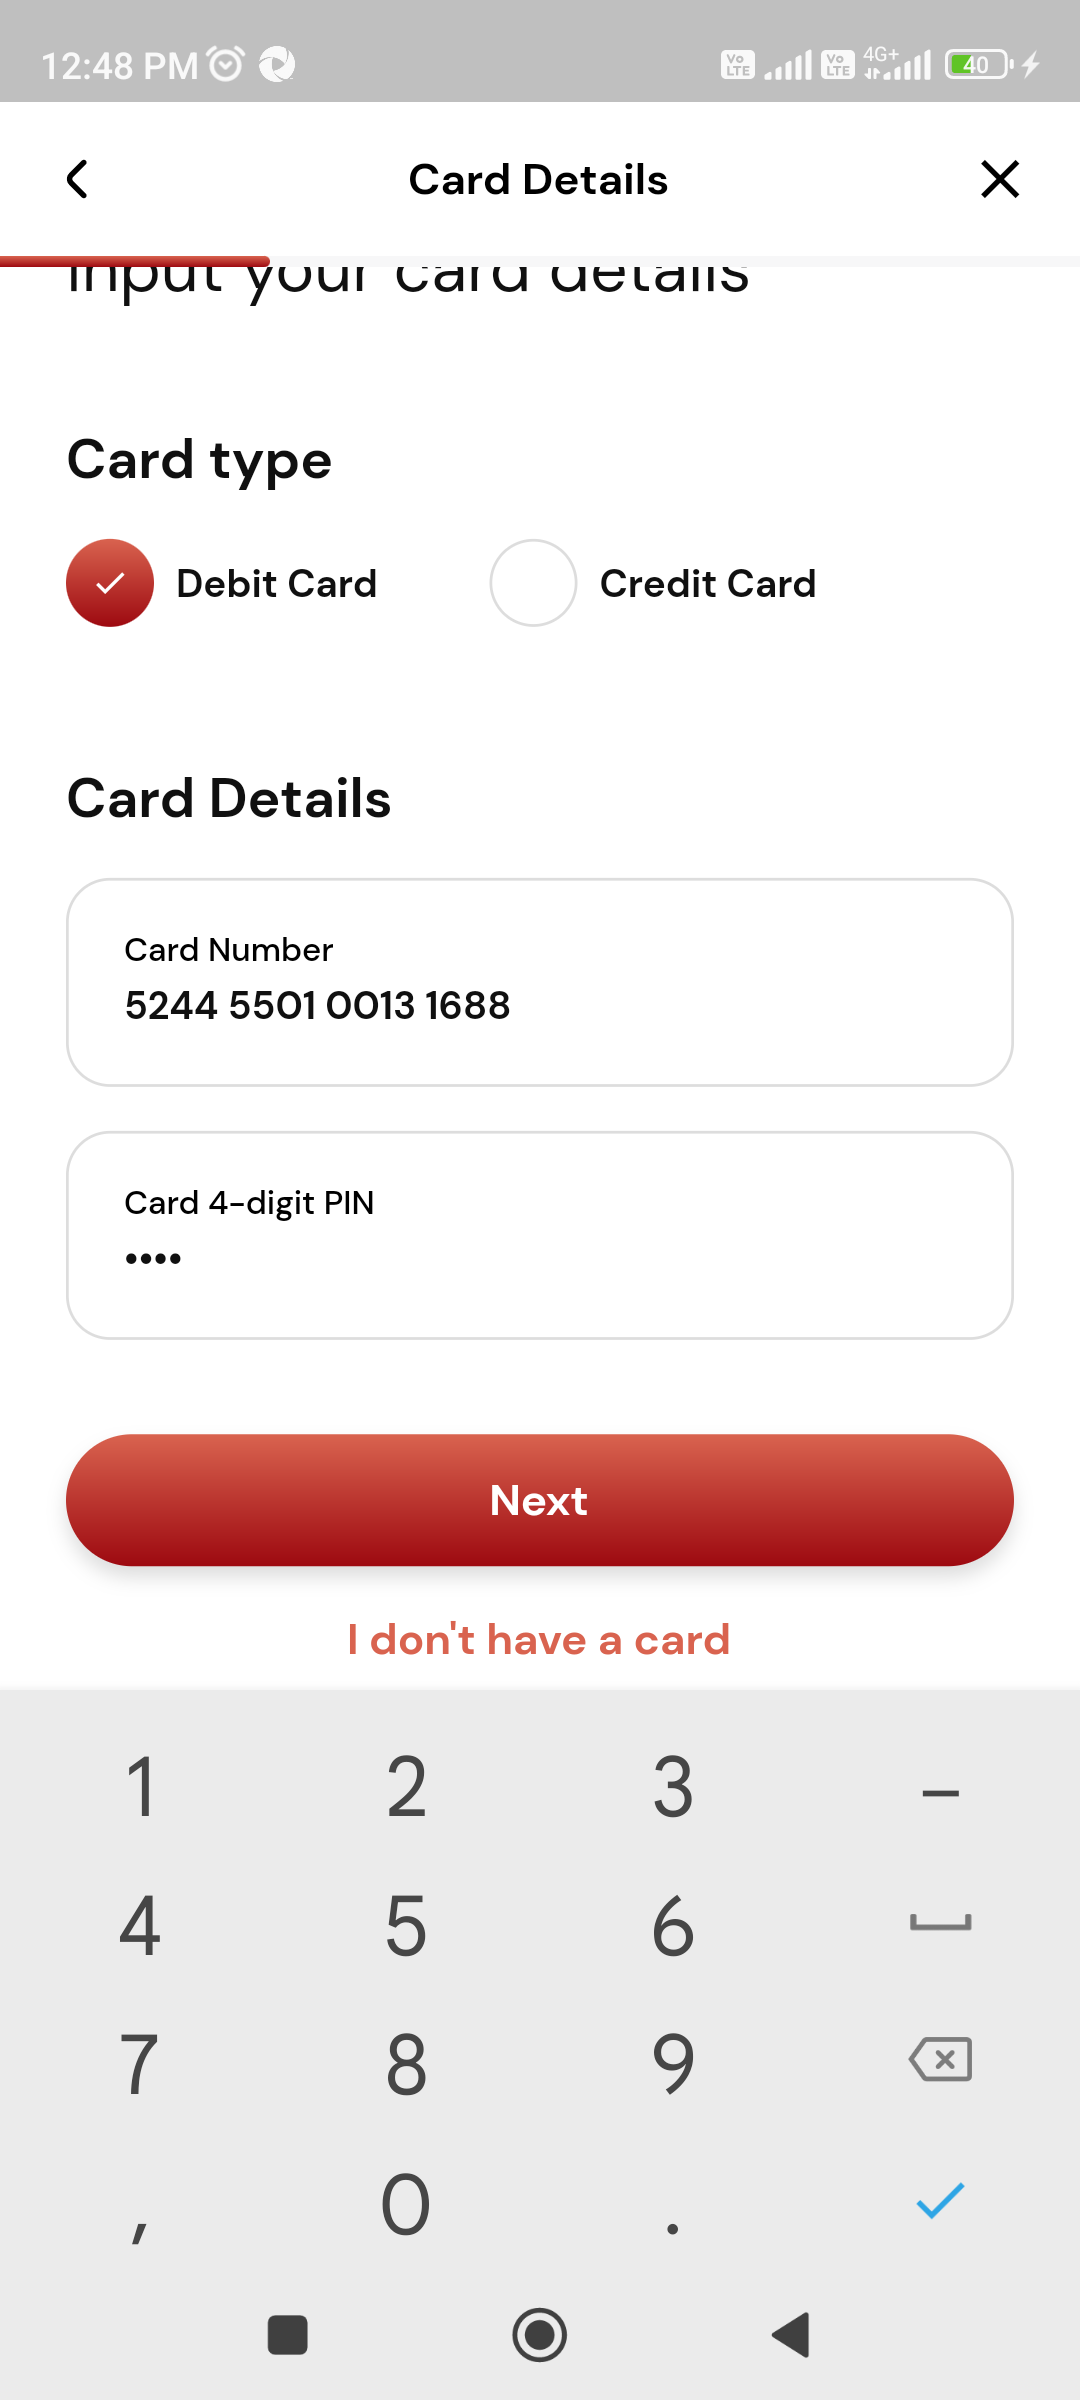 12:48 PM
Vo LTE Vo LTE 4G+ 40
Card Details
Input your card details
Card type
Debit Card Credit Card
Card Details
Card Number
5244 5501 0013 1688
Card 4-digit PIN
••••
Next
I don't have a card
1 2 3 –
4 5 6
7 8 9
, 0 .